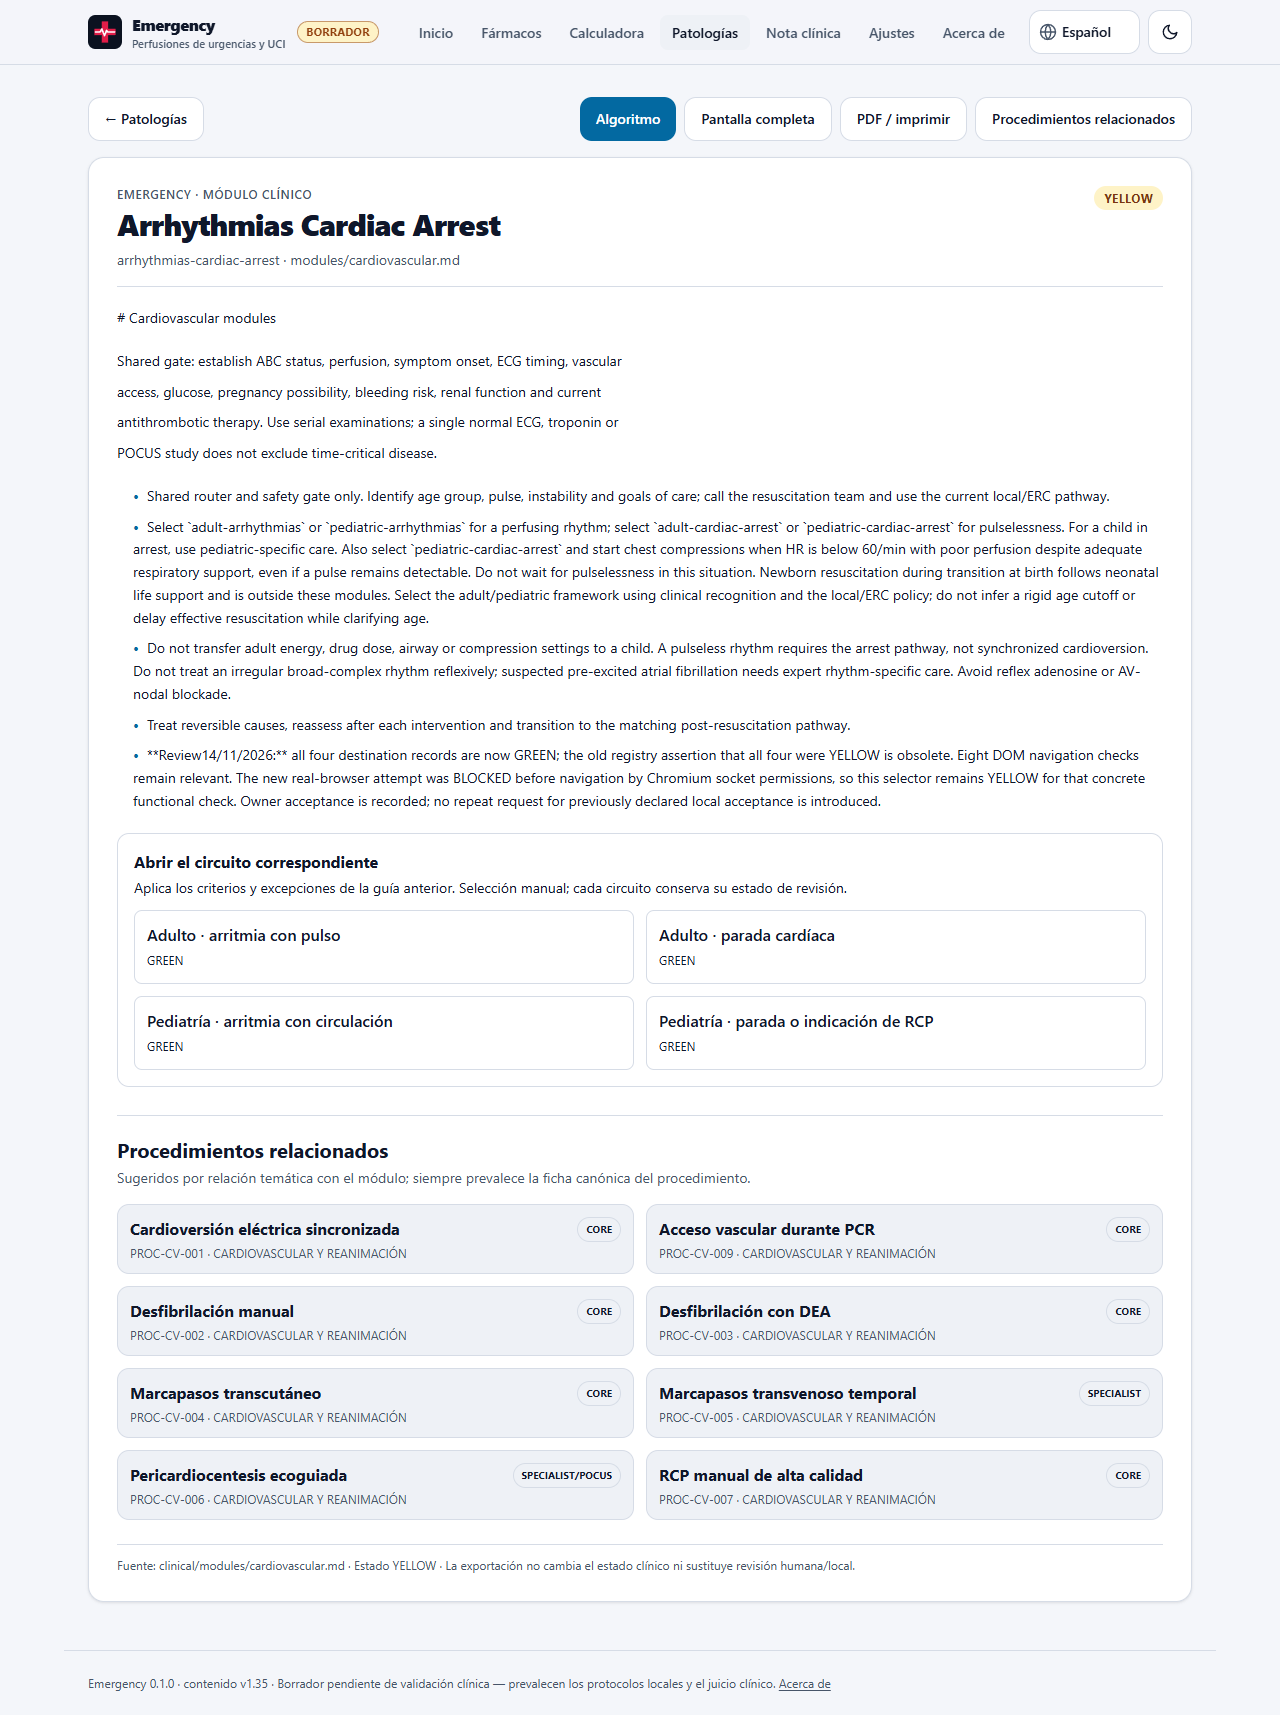 Emergency
Perfusiones de urgencias y UCI
BORRADOR
Inicio
Fármacos
Calculadora
Patologías
Nota clínica
Ajustes
Acerca de
Español
← Patologías
Algoritmo
Pantalla completa
PDF / imprimir
Procedimientos relacionados
EMERGENCY · MÓDULO CLÍNICO
YELLOW
Arrhythmias Cardiac Arrest
arrhythmias-cardiac-arrest · modules/cardiovascular.md
# Cardiovascular modules
Shared gate: establish ABC status, perfusion, symptom onset, ECG timing, vascular
access, glucose, pregnancy possibility, bleeding risk, renal function and current
antithrombotic therapy. Use serial examinations; a single normal ECG, troponin or
POCUS study does not exclude time-critical disease.
• Shared router and safety gate only. Identify age group, pulse, instability and goals of care; call the resuscitation team and use the current local/ERC pathway.
• Select `adult-arrhythmias` or `pediatric-arrhythmias` for a perfusing rhythm; select `adult-cardiac-arrest` or `pediatric-cardiac-arrest` for pulselessness. For a child in
arrest, use pediatric-specific care. Also select `pediatric-cardiac-arrest` and start chest compressions when HR is below 60/min with poor perfusion despite adequate
respiratory support, even if a pulse remains detectable. Do not wait for pulselessness in this situation. Newborn resuscitation during transition at birth follows neonatal
life support and is outside these modules. Select the adult/pediatric framework using clinical recognition and the local/ERC policy; do not infer a rigid age cutoff or
delay effective resuscitation while clarifying age.
• Do not transfer adult energy, drug dose, airway or compression settings to a child. A pulseless rhythm requires the arrest pathway, not synchronized cardioversion.
Do not treat an irregular broad-complex rhythm reflexively; suspected pre-excited atrial fibrillation needs expert rhythm-specific care. Avoid reflex adenosine or AV-
nodal blockade.
• Treat reversible causes, reassess after each intervention and transition to the matching post-resuscitation pathway.
• **Review14/11/2026:** all four destination records are now GREEN; the old registry assertion that all four were YELLOW is obsolete. Eight DOM navigation checks
remain relevant. The new real-browser attempt was BLOCKED before navigation by Chromium socket permissions, so this selector remains YELLOW for that concrete
functional check. Owner acceptance is recorded; no repeat request for previously declared local acceptance is introduced.
Abrir el circuito correspondiente
Aplica los criterios y excepciones de la guía anterior. Selección manual; cada circuito conserva su estado de revisión.
Adulto · arritmia con pulso
GREEN
Adulto · parada cardíaca
GREEN
Pediatría · arritmia con circulación
GREEN
Pediatría · parada o indicación de RCP
GREEN
Procedimientos relacionados
Sugeridos por relación temática con el módulo; siempre prevalece la ficha canónica del procedimiento.
Cardioversión eléctrica sincronizada
CORE
PROC-CV-001 · CARDIOVASCULAR Y REANIMACIÓN
Acceso vascular durante PCR
CORE
PROC-CV-009 · CARDIOVASCULAR Y REANIMACIÓN
Desfibrilación manual
CORE
PROC-CV-002 · CARDIOVASCULAR Y REANIMACIÓN
Desfibrilación con DEA
CORE
PROC-CV-003 · CARDIOVASCULAR Y REANIMACIÓN
Marcapasos transcutáneo
CORE
PROC-CV-004 · CARDIOVASCULAR Y REANIMACIÓN
Marcapasos transvenoso temporal
SPECIALIST
PROC-CV-005 · CARDIOVASCULAR Y REANIMACIÓN
Pericardiocentesis ecoguiada
SPECIALIST/POCUS
PROC-CV-006 · CARDIOVASCULAR Y REANIMACIÓN
RCP manual de alta calidad
CORE
PROC-CV-007 · CARDIOVASCULAR Y REANIMACIÓN
Fuente: clinical/modules/cardiovascular.md · Estado YELLOW · La exportación no cambia el estado clínico ni sustituye revisión humana/local.
Emergency 0.1.0 · contenido v1.35 · Borrador pendiente de validación clínica — prevalecen los protocolos locales y el juicio clínico. Acerca de